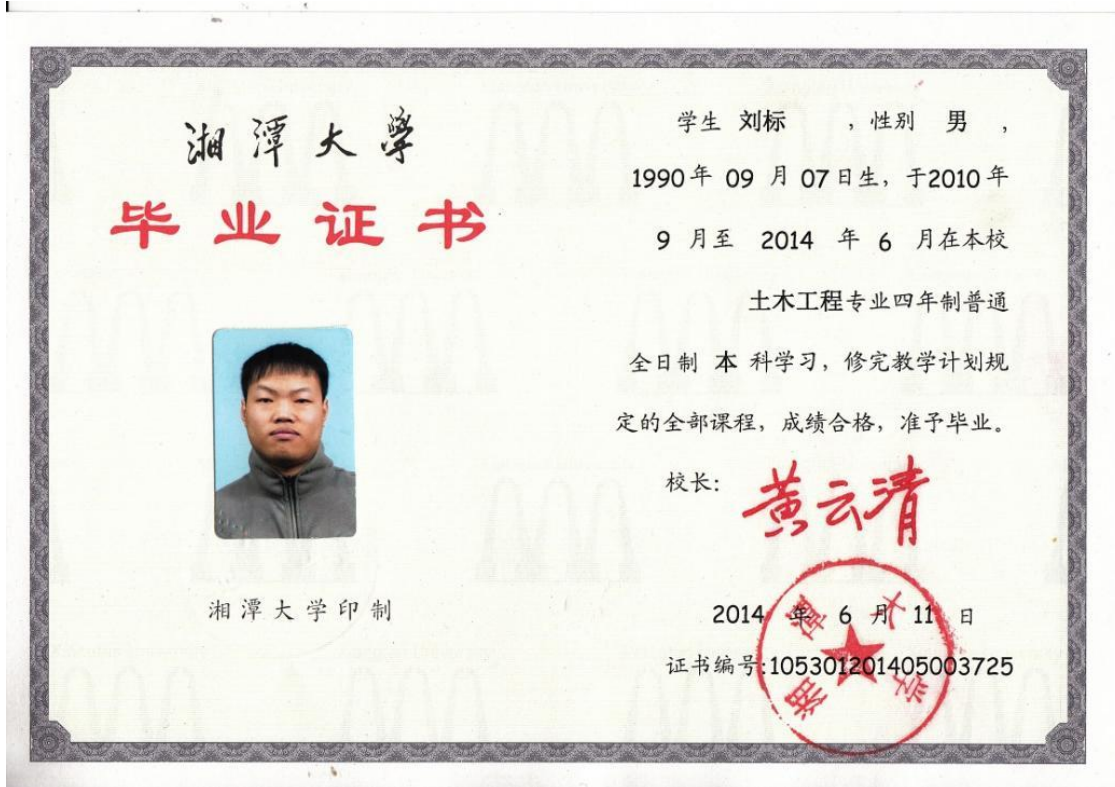 湘潭大學
毕业证书
湘潭大学印制
学生 刘标 ，性别 男 ，
1990年 09 月 07日生，于2010年
9 月至 2014 年 6 月在本校
土木工程专业四年制普通
全日制 本 科学习，修完教学计划规
定的全部课程，成绩合格，准予毕业。
校长：黄云清
湘潭大学
2014 年 6 月 11 日
证书编号:105301201405003725